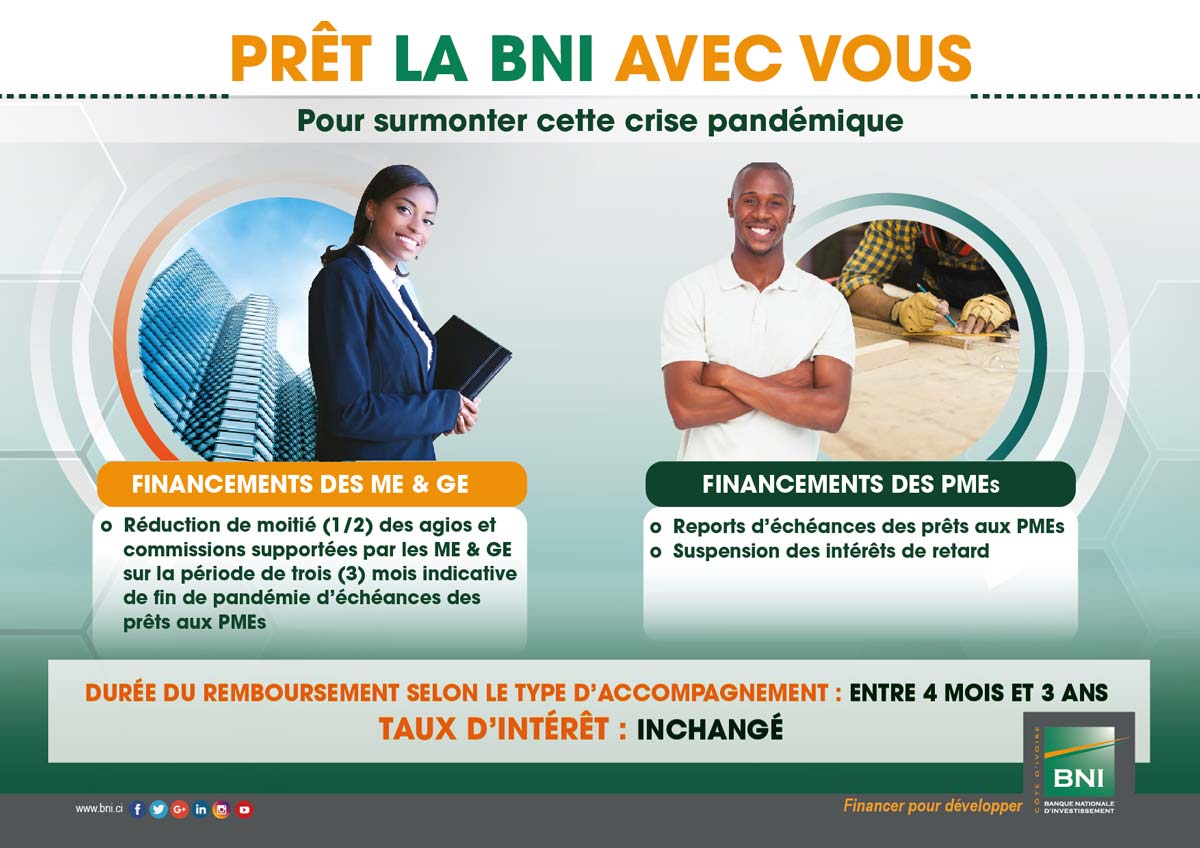 PRÊT LA BNI AVEC VOUS
Pour surmonter cette crise pandémique
FINANCEMENTS DES ME & GE
o Réduction de moitié (1/2) des agios et
commissions supportées par les ME & GE
sur la période de trois (3) mois indicative
de fin de pandémie d'échéances des
prêts aux PMEs
FINANCEMENTS DES PMEs
o Reports d'échéances des prêts aux PMEs
o Suspension des intérêts de retard
DURÉE DU REMBOURSEMENT SELON LE TYPE D'ACCOMPAGNEMENT : ENTRE 4 MOIS ET 3 ANS
TAUX D'INTÉRÊT : INCHANGÉ
www.bni.ci
Financer pour développer
CÔTE D'IVOIRE
BNI
BANQUE NATIONALE
D'INVESTISSEMENT